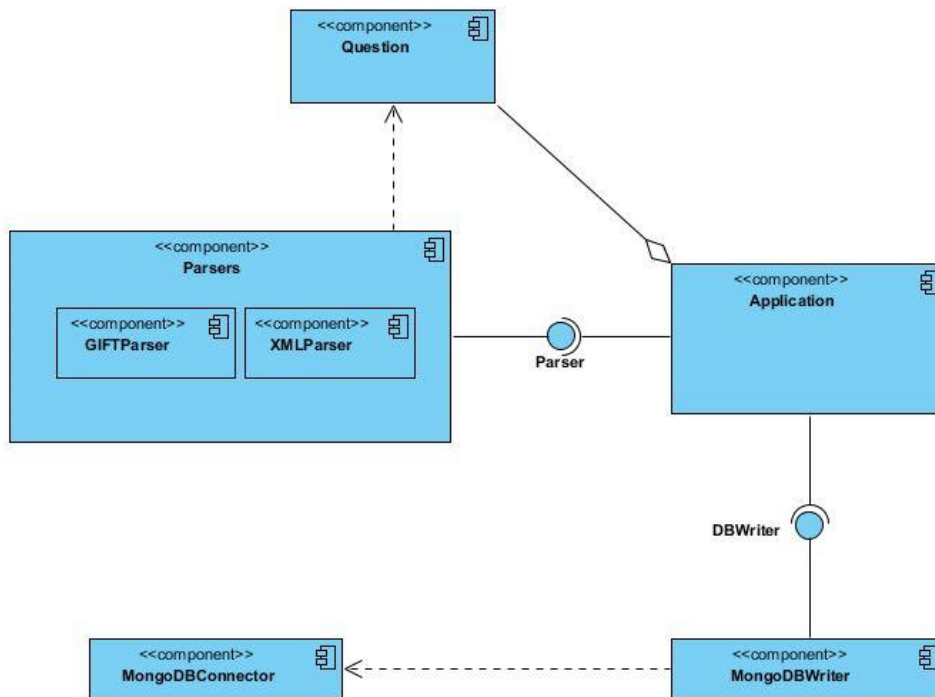 <<component>>
Question
<<component>>
Parsers
<<component>>
GIFTParser
<<component>>
XMLParser
<<component>>
Application
Parser
DBWriter
<<component>>
MongoDBConnector
<<component>>
MongoDBWriter